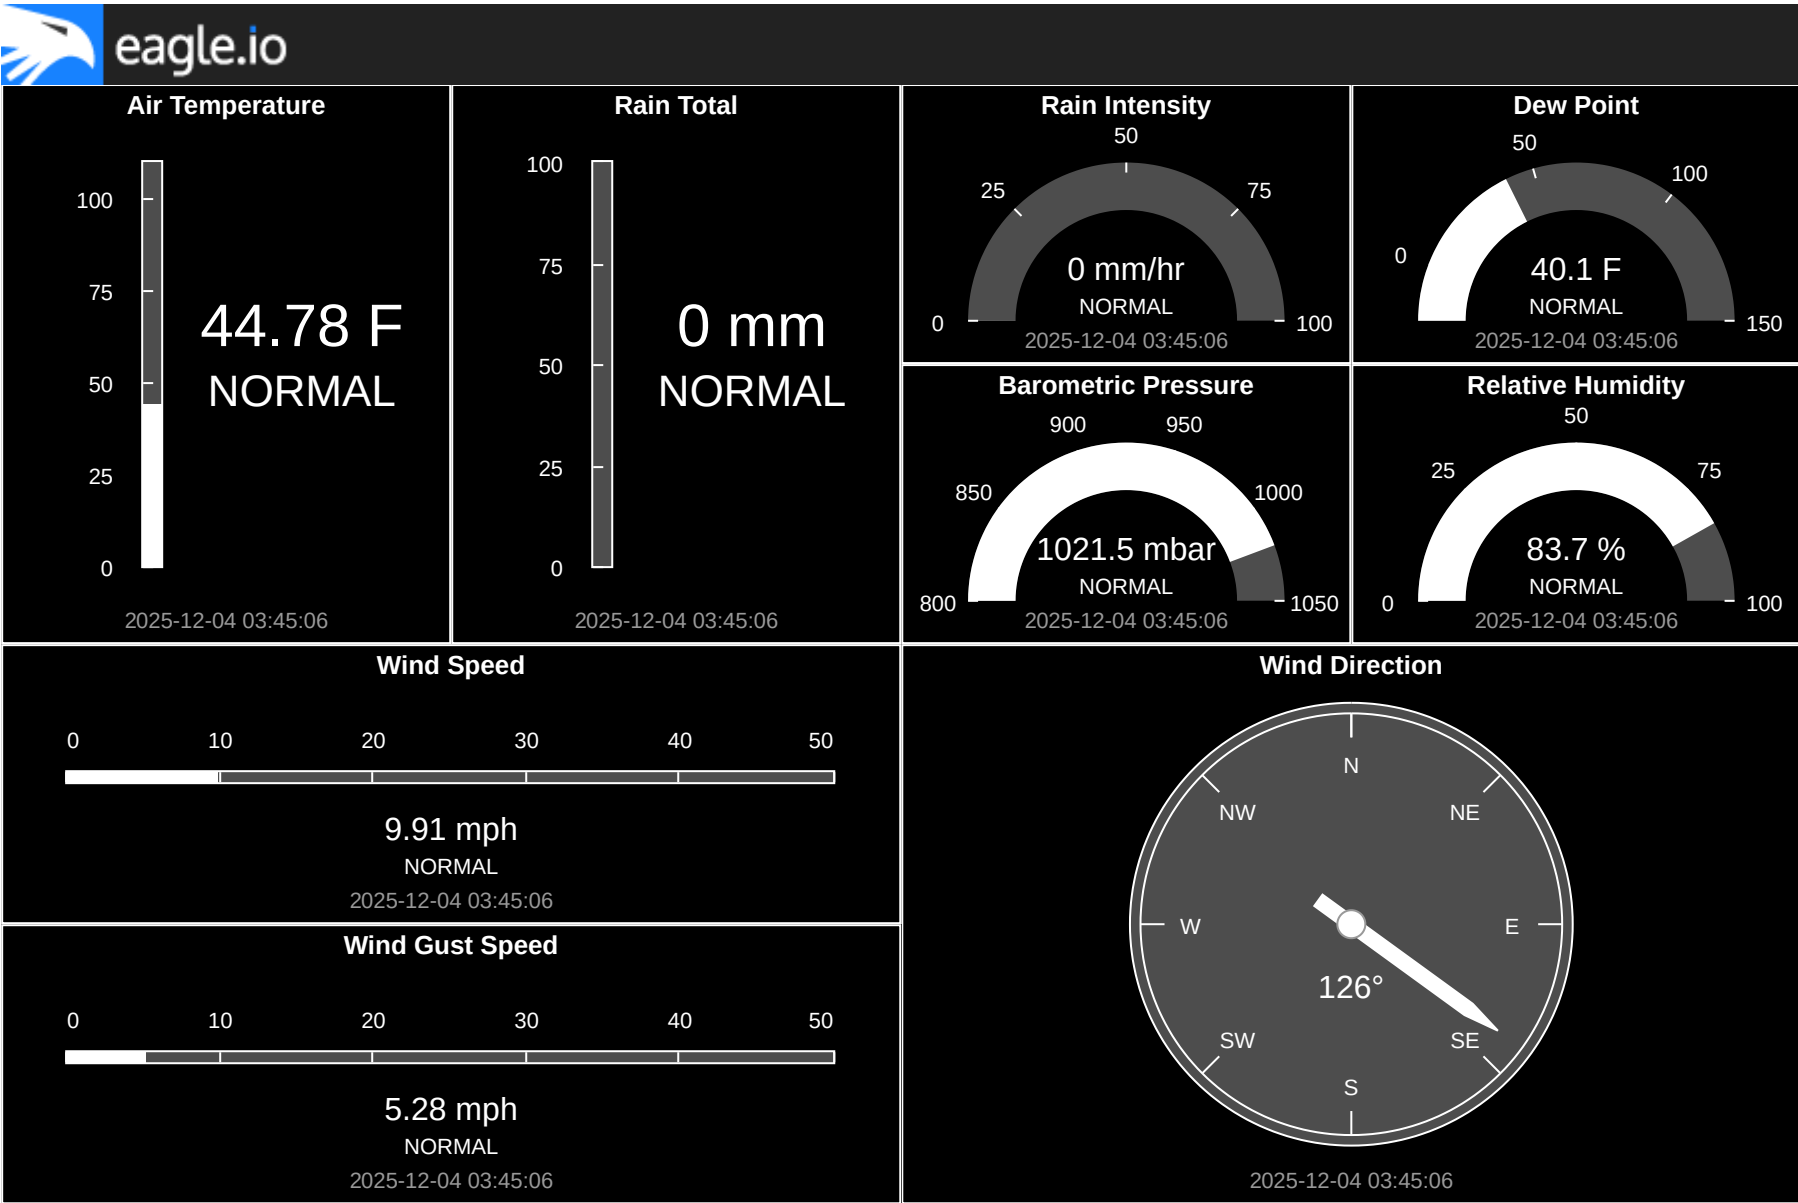 eagle.io
Air Temperature
100
75
50
25
0
44.78 F
NORMAL
2025-12-04 03:45:06
Rain Total
100
75
50
25
0
0 mm
NORMAL
2025-12-04 03:45:06
Rain Intensity
50
25
75
0
100
0 mm/hr
NORMAL
2025-12-04 03:45:06
Dew Point
50
100
0
150
40.1 F
NORMAL
2025-12-04 03:45:06
Barometric Pressure
900
950
850
1000
800
1050
1021.5 mbar
NORMAL
2025-12-04 03:45:06
Relative Humidity
50
25
75
0
100
83.7 %
NORMAL
2025-12-04 03:45:06
Wind Speed
0 10 20 30 40 50
9.91 mph
NORMAL
2025-12-04 03:45:06
Wind Gust Speed
0 10 20 30 40 50
5.28 mph
NORMAL
2025-12-04 03:45:06
Wind Direction
N
NW NE
W E
126°
SW SE
S
2025-12-04 03:45:06